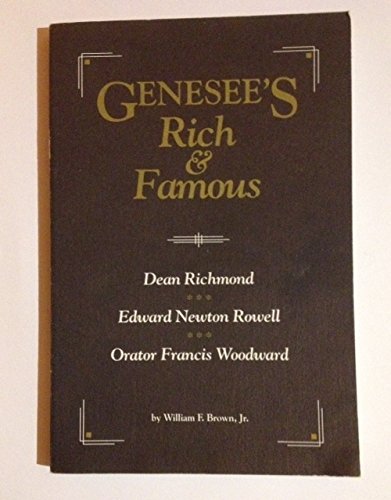 GENESEE'S
Rich
&
Famous
Dean Richmond
***
Edward Newton Rowell
***
Orator Francis Woodward
by William F. Brown, Jr.